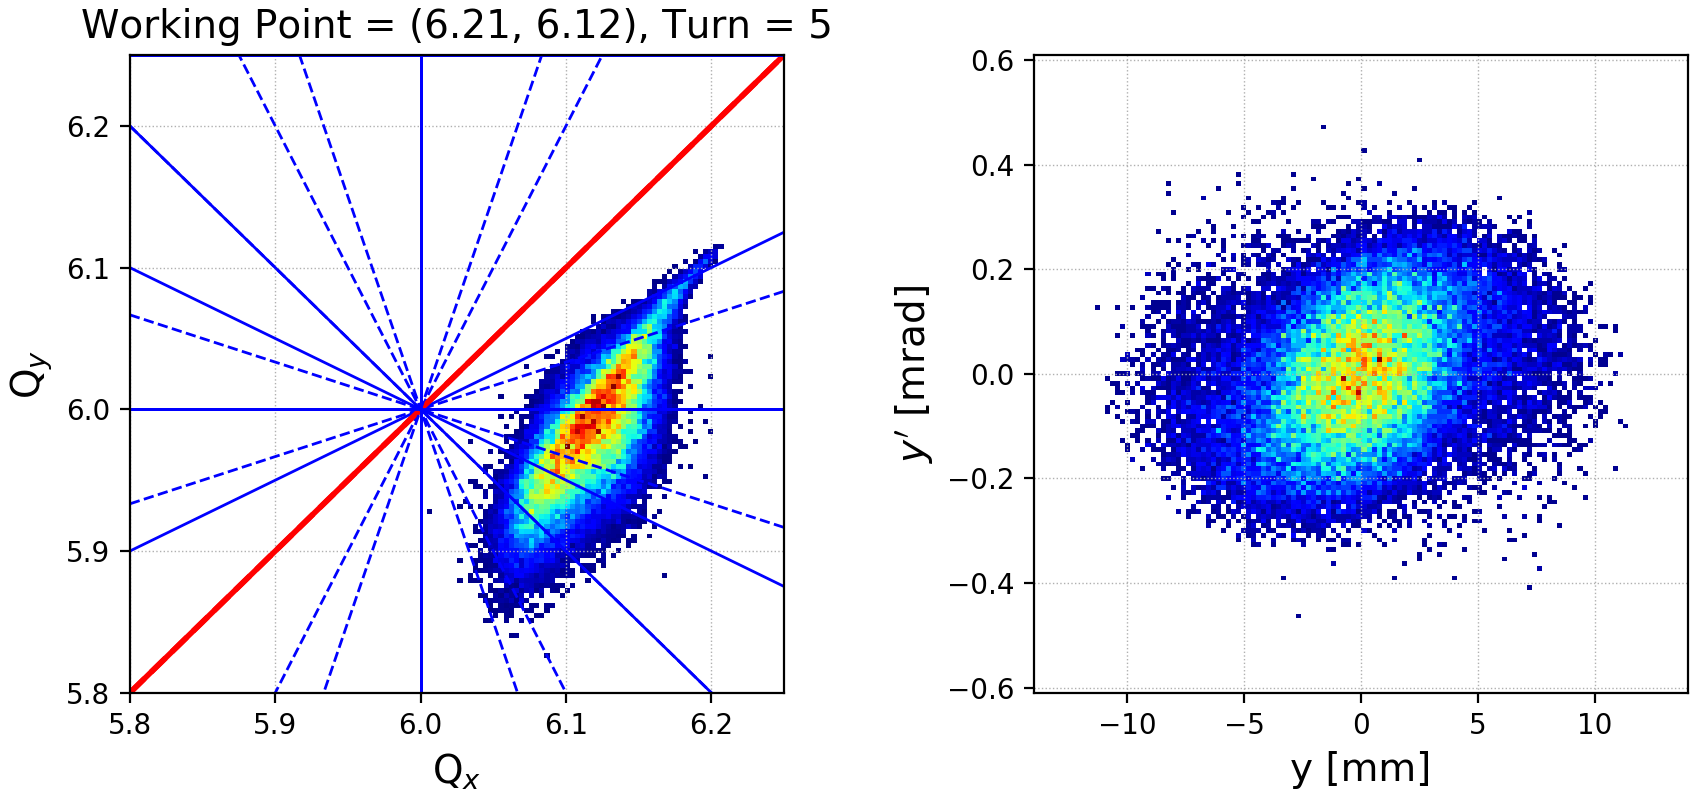 Working Point = (6.21, 6.12), Turn = 5
6.2
6.1
6.0
5.9
5.8
Q_y
5.8 5.9 6.0 6.1 6.2
Q_x
0.6
0.4
0.2
0.0
−0.2
−0.4
−0.6
y′ [mrad]
−10 −5 0 5 10
y [mm]